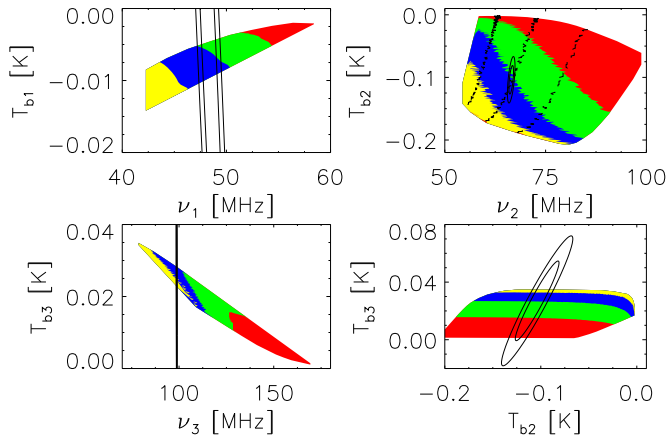 0.00
−0.01
−0.02
T_b1 [K]
40 50 60
ν_1 [MHz]
0.0
−0.1
−0.2
T_b2 [K]
50 75 100
ν_2 [MHz]
0.04
0.02
0.00
T_b3 [K]
100 150
ν_3 [MHz]
0.08
0.04
0.00
T_b3 [K]
−0.2 −0.1 0.0
T_b2 [K]